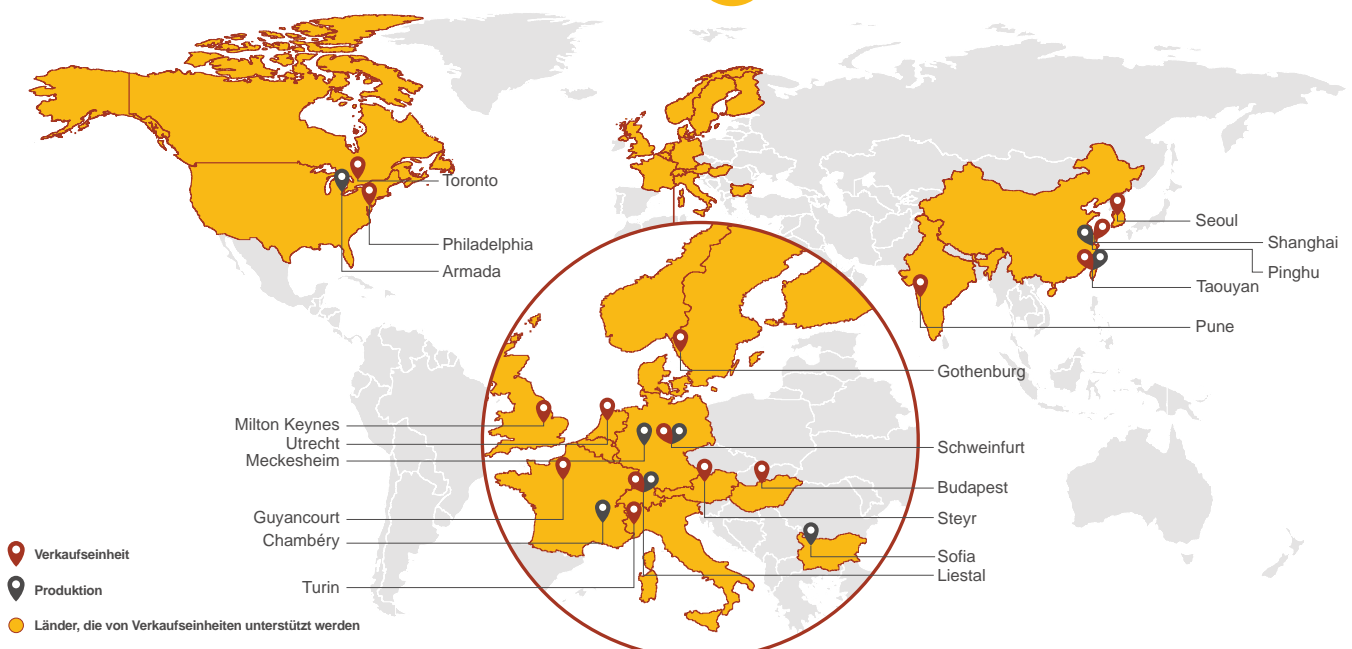 Toronto
Philadelphia
Armada
Seoul
Shanghai
Pinghu
Taouyan
Pune
Gothenburg
Milton Keynes
Utrecht
Meckesheim
Schweinfurt
Budapest
Guyancourt
Steyr
Chambéry
Sofia
Liestal
Turin
Verkaufseinheit
Produktion
Länder, die von Verkaufseinheiten unterstützt werden